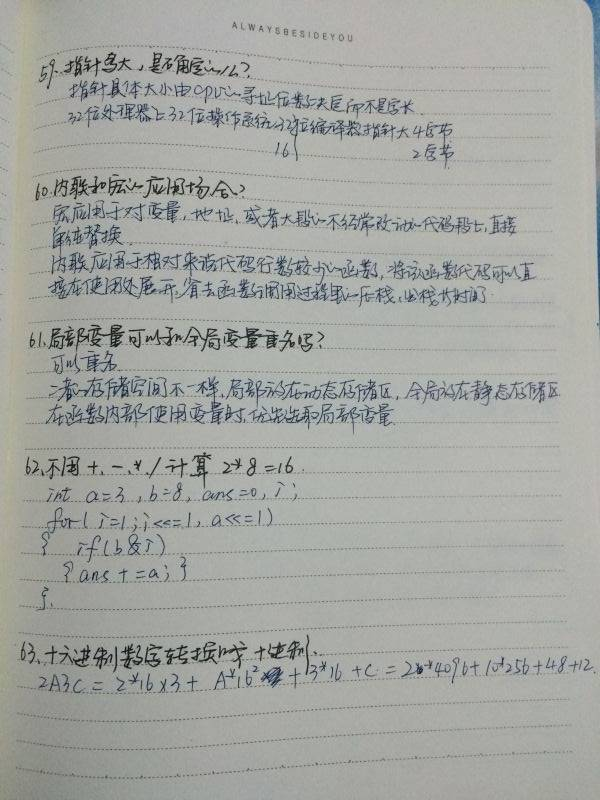 ALWAYSBESIDEYOU
59.指针多大,是确定的么?
指针具体大小由CPU的寻址位数决定而不是字长
32位处理器上32位操作系统的32位编译器指针大4字节
16 2字节
60.内联和宏的应用场合?
宏应用于对变量,地址,或者大段的不经常改动的代码段上,直接
单纯替换.
内联应用于相对来说代码行数较少的函数,将该函数代码可以直
接在使用处展开,省去函数调用过程里的压栈,出栈的时间.
61.局部变量可以和全局变量重名吗?
可以重名
二者的存储空间不一样,局部放在动态存储区,全局放在静态存储区
在函数内部使用变量时,优先选取局部变量.
62.不用+,-,*,/计算 2*8=16.
int a=3,b=8,ans=0,i;
for(i=1;i<<=1,a<<=1)
{ if(b&i)
{ans+=a;}
}.
63.十六进制数字转换成十进制.
2A3C=2*16×3+A*16²+3*16+C=2*4096+10*256+48+12.